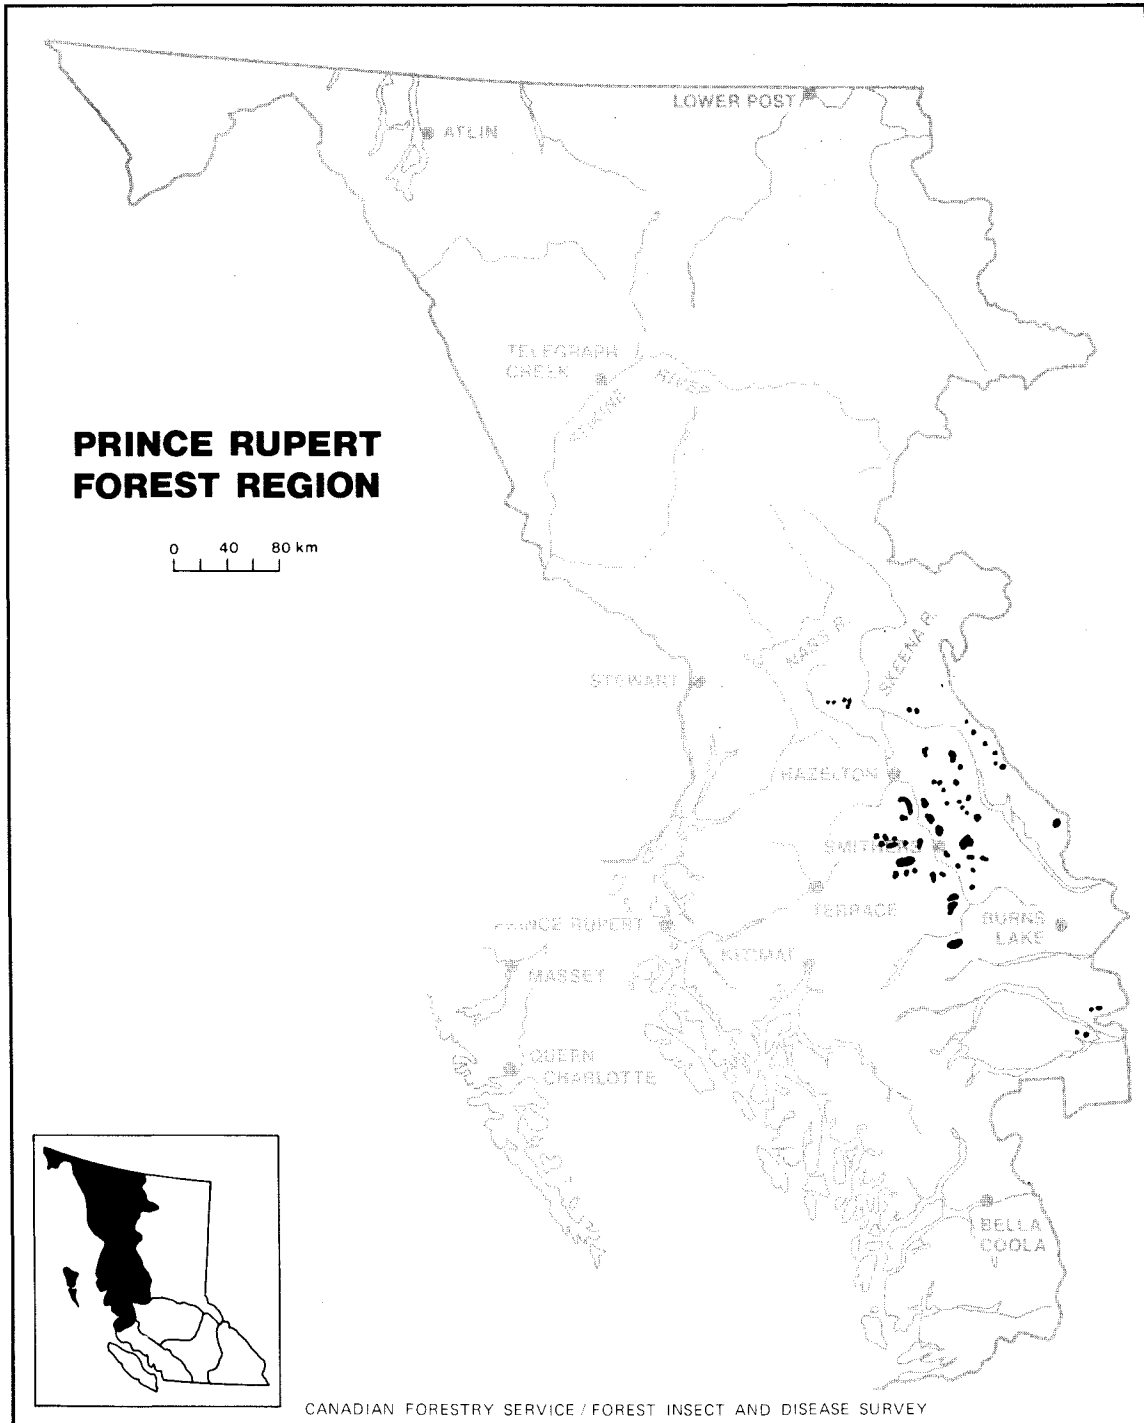 LOWER POST
ATLIN
TELEGRAPH
CREEK
STIKINE
RIVER
PRINCE RUPERT
FOREST REGION
0 40 80 km
NASS R.
SKEENA R.
STEWART
HAZELTON
SMITHERS
TERRACE
BURNS
LAKE
PRINCE RUPERT
KITIMAT
MASSET
QUEEN
CHARLOTTE
BELLA
COOLA
CANADIAN FORESTRY SERVICE / FOREST INSECT AND DISEASE SURVEY